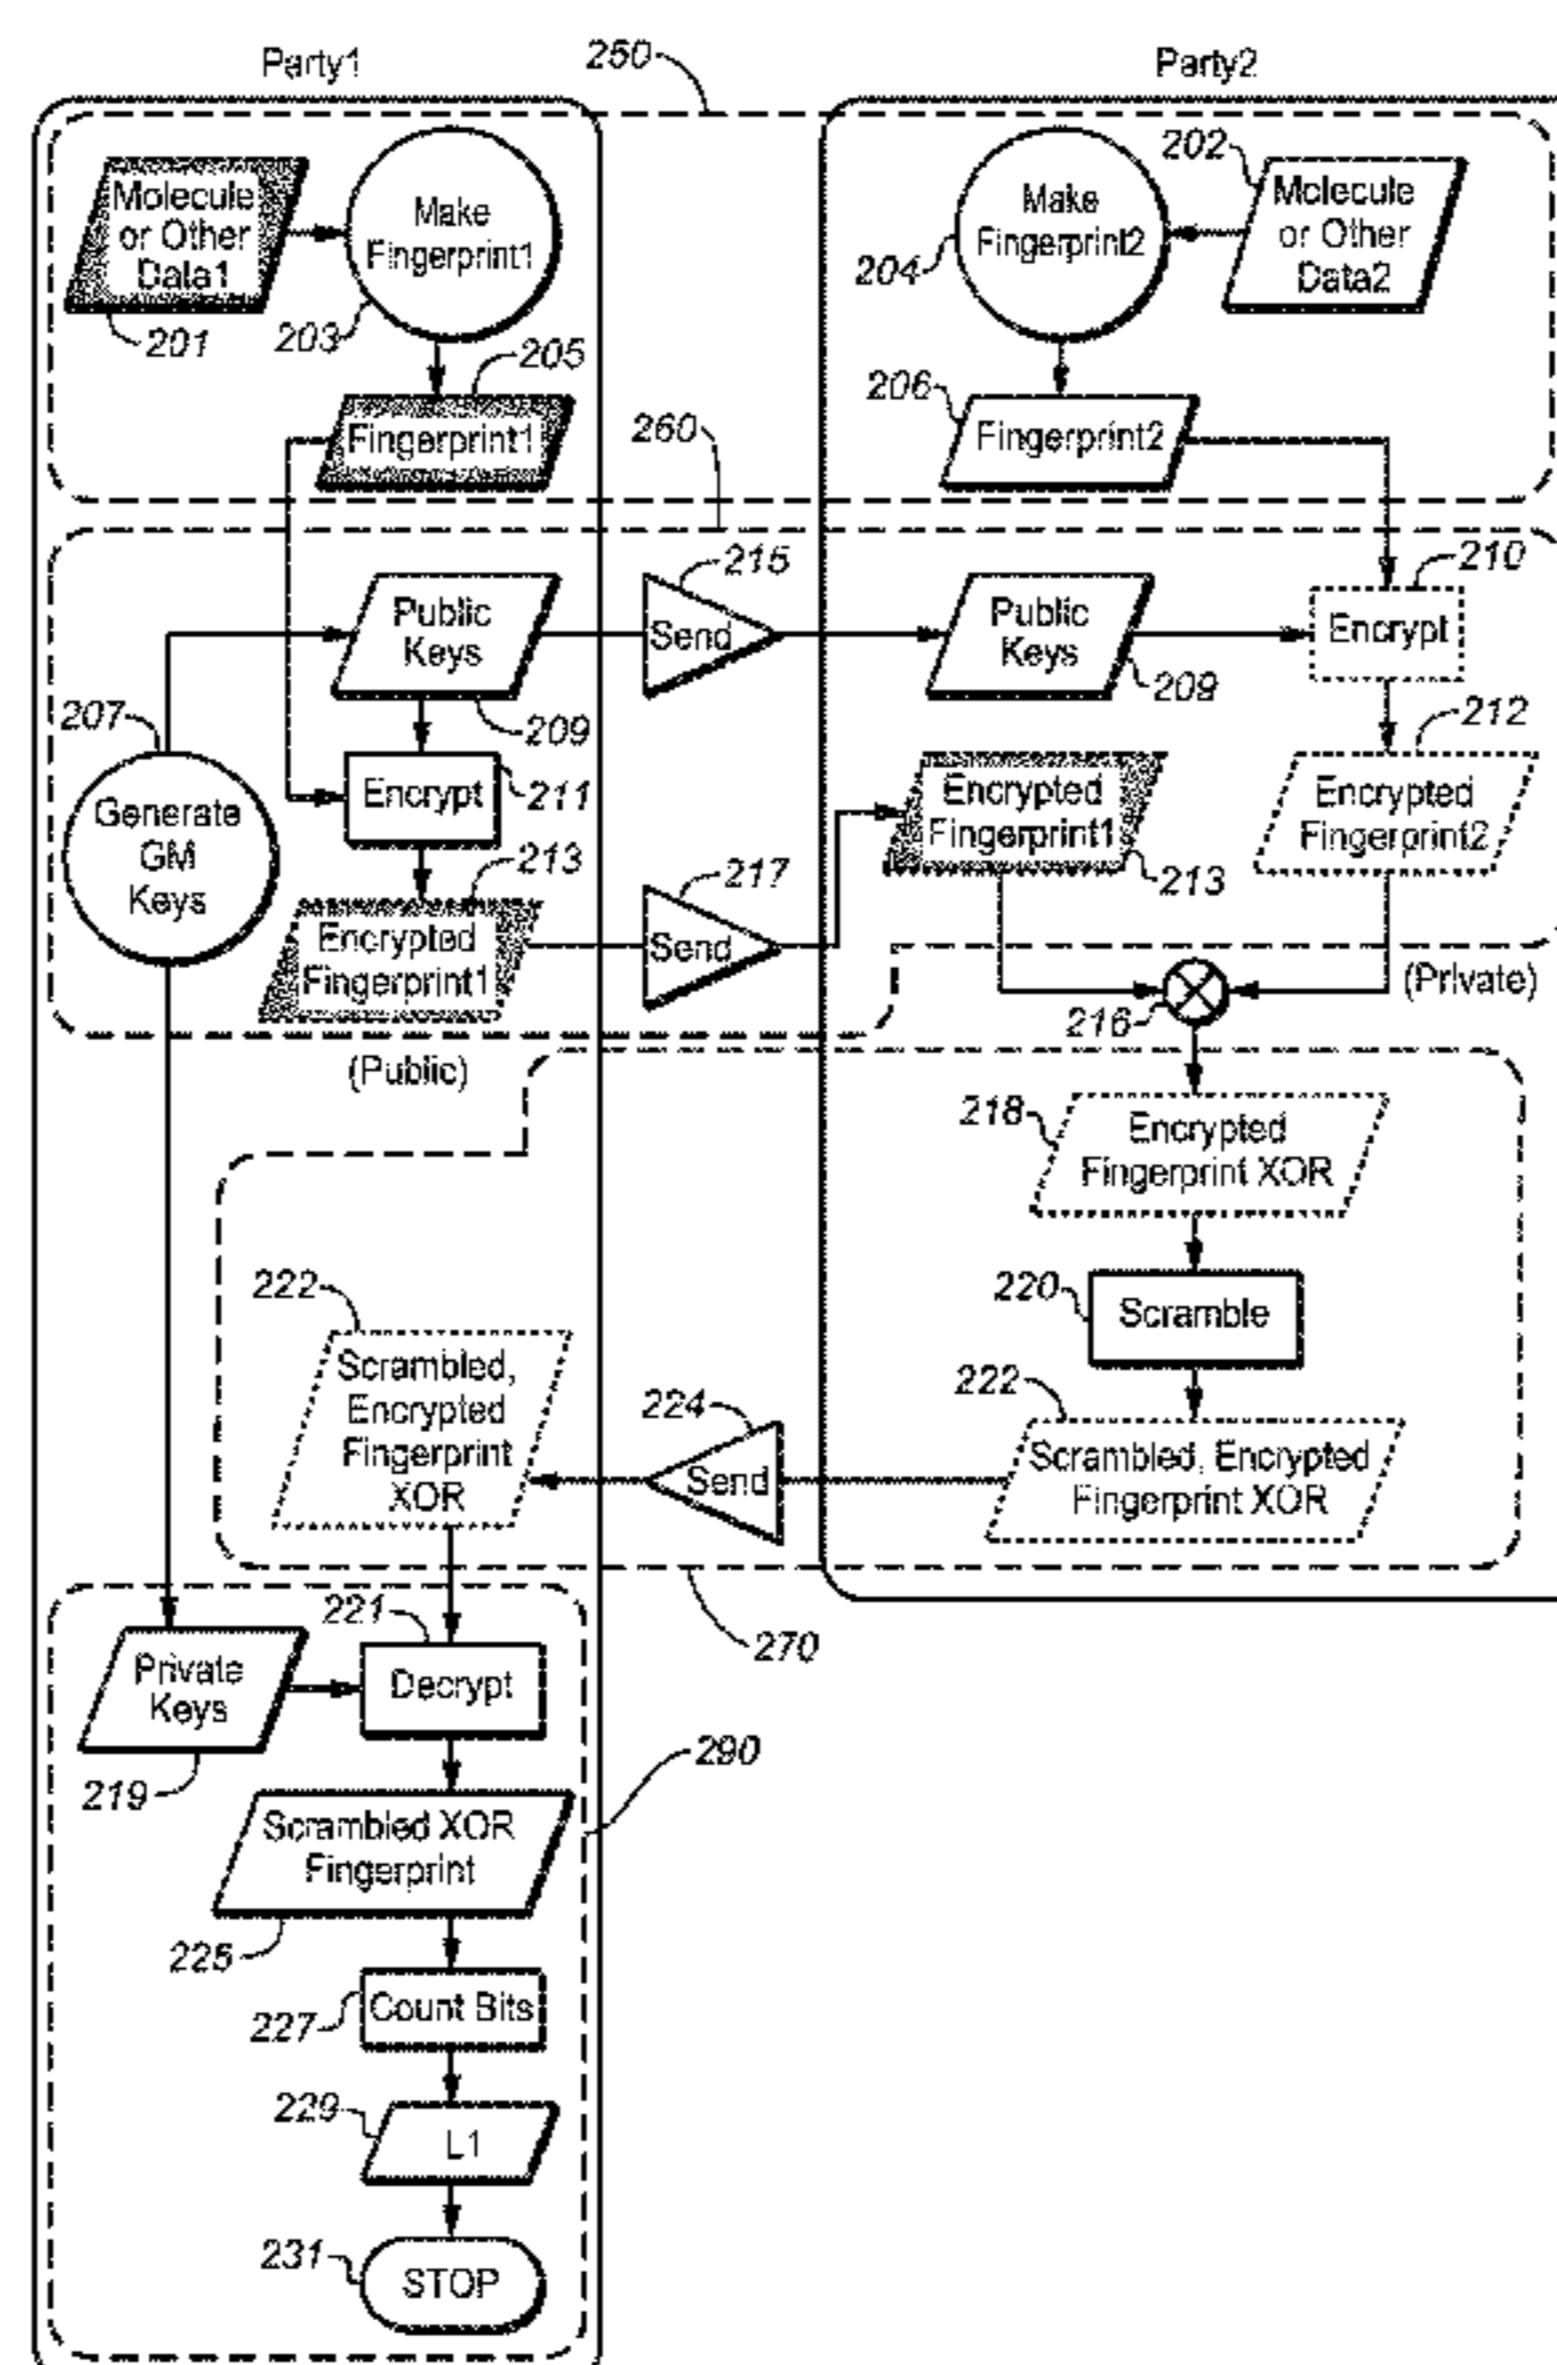 Party1
250
Party2
Molecule
or Other
Data1
201
Make
Fingerprint1
203
205
Fingerprint1
202
Molecule
or Other
Data2
Make
Fingerprint2
204
206
Fingerprint2
260
207
Generate
GM
Keys
Public
Keys
209
215
Send
Public
Keys
209
210
Encrypt
Encrypt
211
212
Encrypted
Fingerprint2
213
Encrypted
Fingerprint1
217
Send
Encrypted
Fingerprint1
213
(Private)
216
(Public)
218
Encrypted
Fingerprint XOR
220
Scramble
222
Scrambled, Encrypted
Fingerprint XOR
224
Send
222
Scrambled,
Encrypted
Fingerprint
XOR
270
Private
Keys
219
221
Decrypt
290
Scrambled XOR
Fingerprint
225
227
Count Bits
229
L1
231
STOP